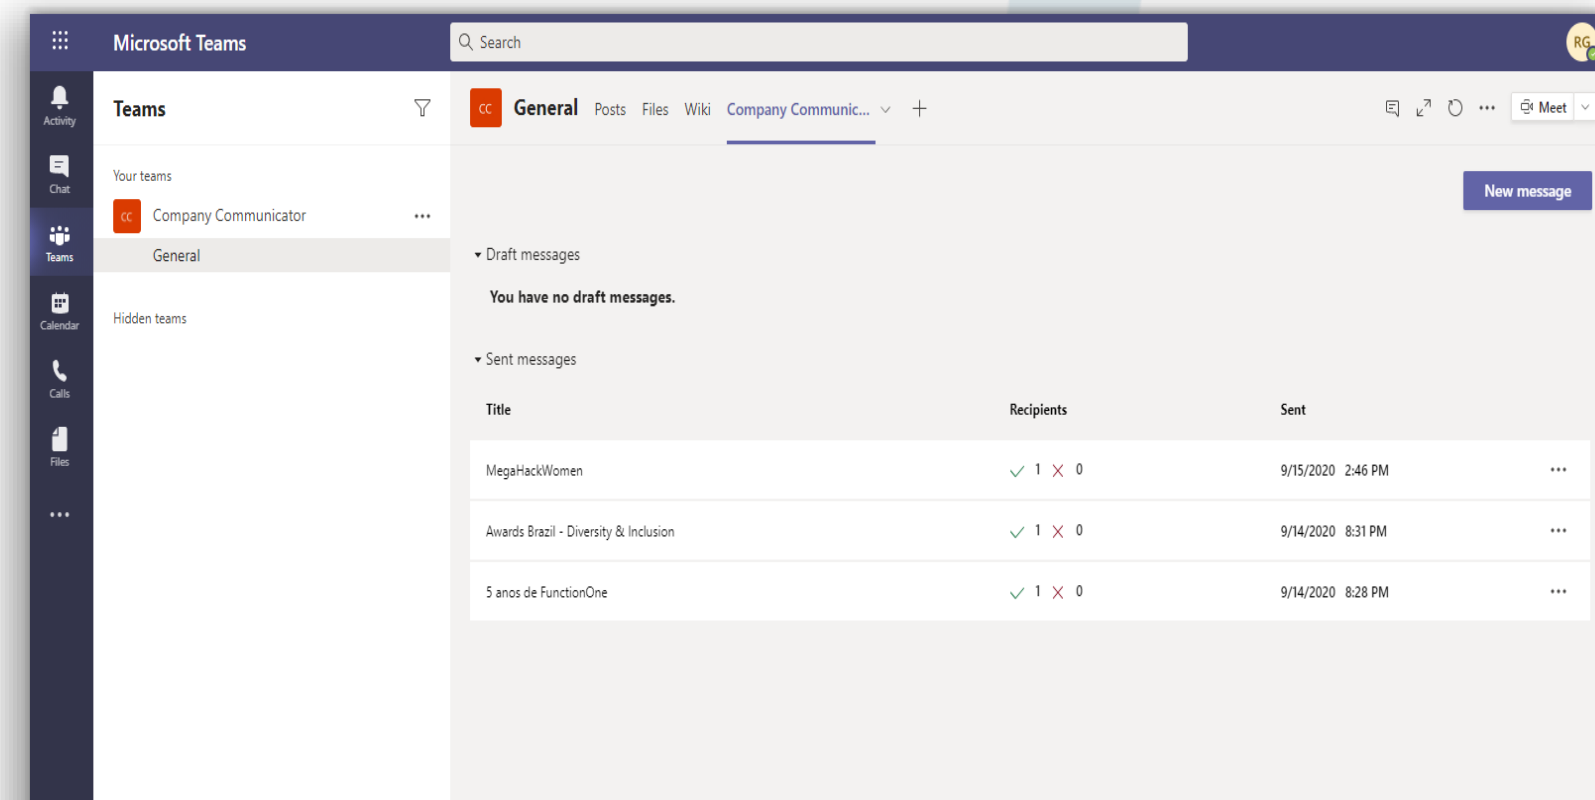 Microsoft Teams
Search
RG
Activity
Chat
Teams
Calendar
Calls
Files
Teams
Your teams
CC Company Communicator
General
Hidden teams
CC General Posts Files Wiki Company Communic...
Meet
New message
Draft messages
You have no draft messages.
Sent messages
Title Recipients Sent
MegaHackWomen 1 0 9/15/2020 2:46 PM
Awards Brazil - Diversity & Inclusion 1 0 9/14/2020 8:31 PM
5 anos de FunctionOne 1 0 9/14/2020 8:28 PM